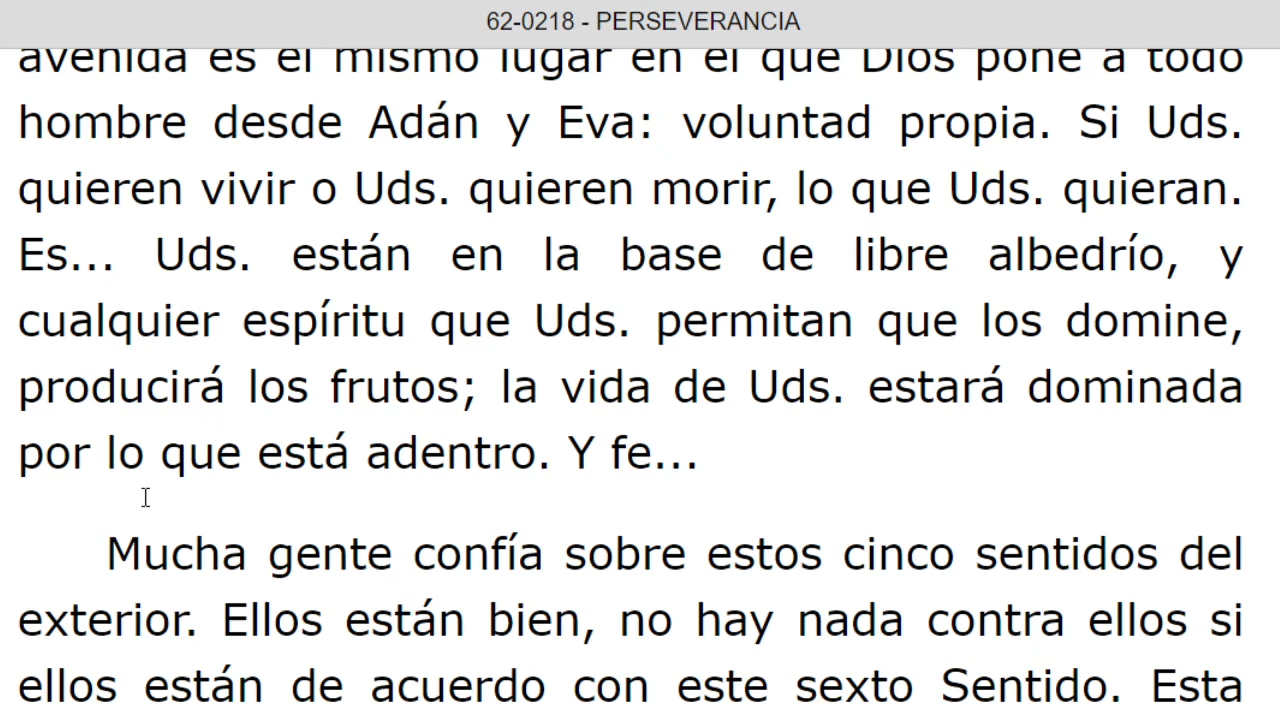 62-0218 - PERSEVERANCIA
avenida es el mismo lugar en el que Dios pone a todo
hombre desde Adán y Eva: voluntad propia. Si Uds.
quieren vivir o Uds. quieren morir, lo que Uds. quieran.
Es... Uds. están en la base de libre albedrío, y
cualquier espíritu que Uds. permitan que los domine,
producirá los frutos; la vida de Uds. estará dominada
por lo que está adentro. Y fe...
Mucha gente confía sobre estos cinco sentidos del
exterior. Ellos están bien, no hay nada contra ellos si
ellos están de acuerdo con este sexto Sentido. Esta